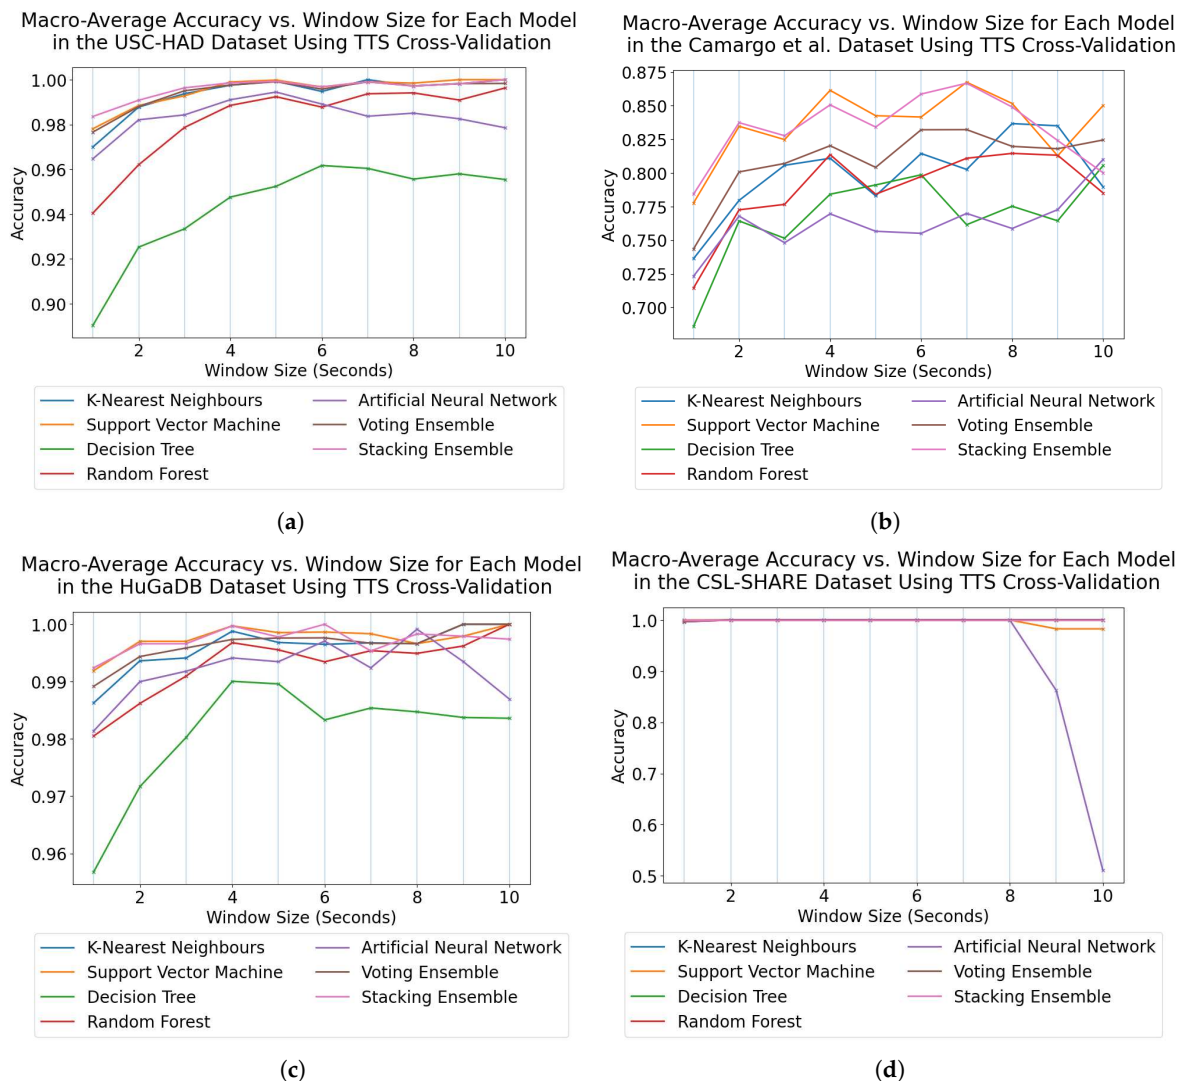 Macro-Average Accuracy vs. Window Size for Each Model
in the USC-HAD Dataset Using TTS Cross-Validation
1.00
0.98
0.96
0.94
0.92
0.90
Accuracy
2 4 6 8 10
Window Size (Seconds)
K-Nearest Neighbours
Support Vector Machine
Decision Tree
Random Forest
Artificial Neural Network
Voting Ensemble
Stacking Ensemble
(a)
Macro-Average Accuracy vs. Window Size for Each Model
in the Camargo et al. Dataset Using TTS Cross-Validation
0.875
0.850
0.825
0.800
0.775
0.750
0.725
0.700
Accuracy
2 4 6 8 10
Window Size (Seconds)
K-Nearest Neighbours
Support Vector Machine
Decision Tree
Random Forest
Artificial Neural Network
Voting Ensemble
Stacking Ensemble
(b)
Macro-Average Accuracy vs. Window Size for Each Model
in the HuGaDB Dataset Using TTS Cross-Validation
1.00
0.99
0.98
0.97
0.96
Accuracy
2 4 6 8 10
Window Size (Seconds)
K-Nearest Neighbours
Support Vector Machine
Decision Tree
Random Forest
Artificial Neural Network
Voting Ensemble
Stacking Ensemble
(c)
Macro-Average Accuracy vs. Window Size for Each Model
in the CSL-SHARE Dataset Using TTS Cross-Validation
1.0
0.9
0.8
0.7
0.6
0.5
Accuracy
2 4 6 8 10
Window Size (Seconds)
K-Nearest Neighbours
Support Vector Machine
Decision Tree
Random Forest
Artificial Neural Network
Voting Ensemble
Stacking Ensemble
(d)